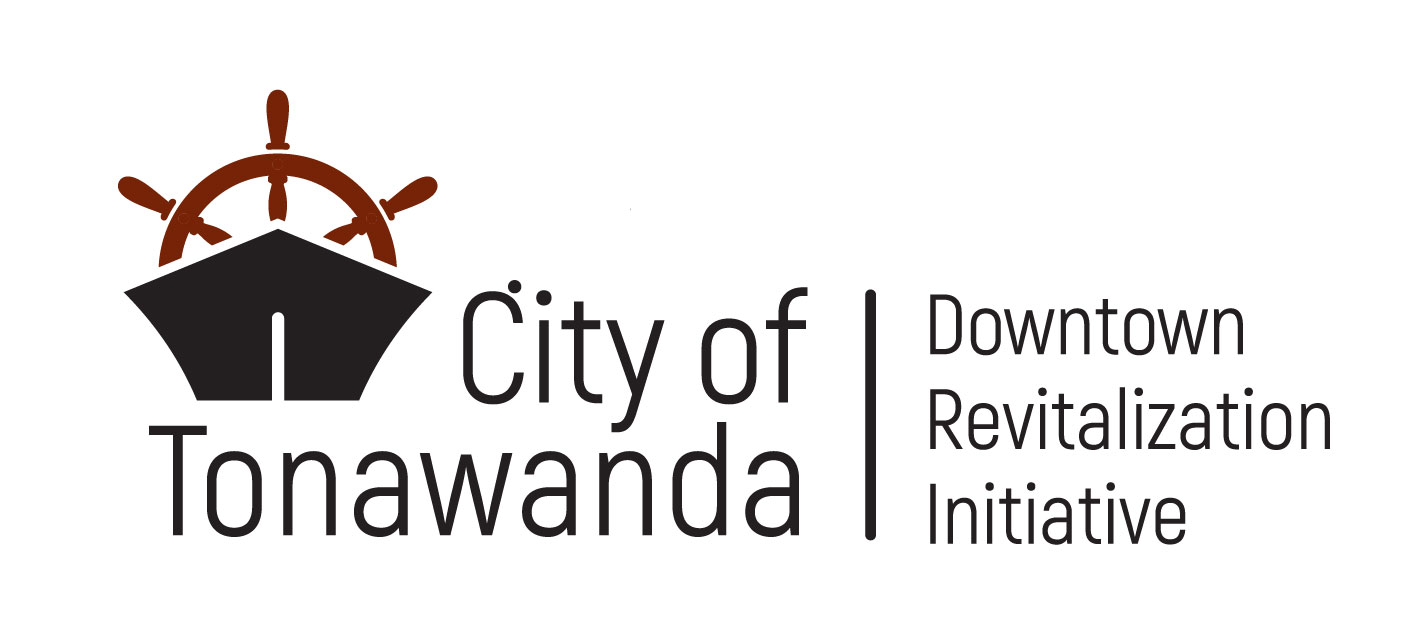 City of
Tonawanda
Downtown
Revitalization
Initiative